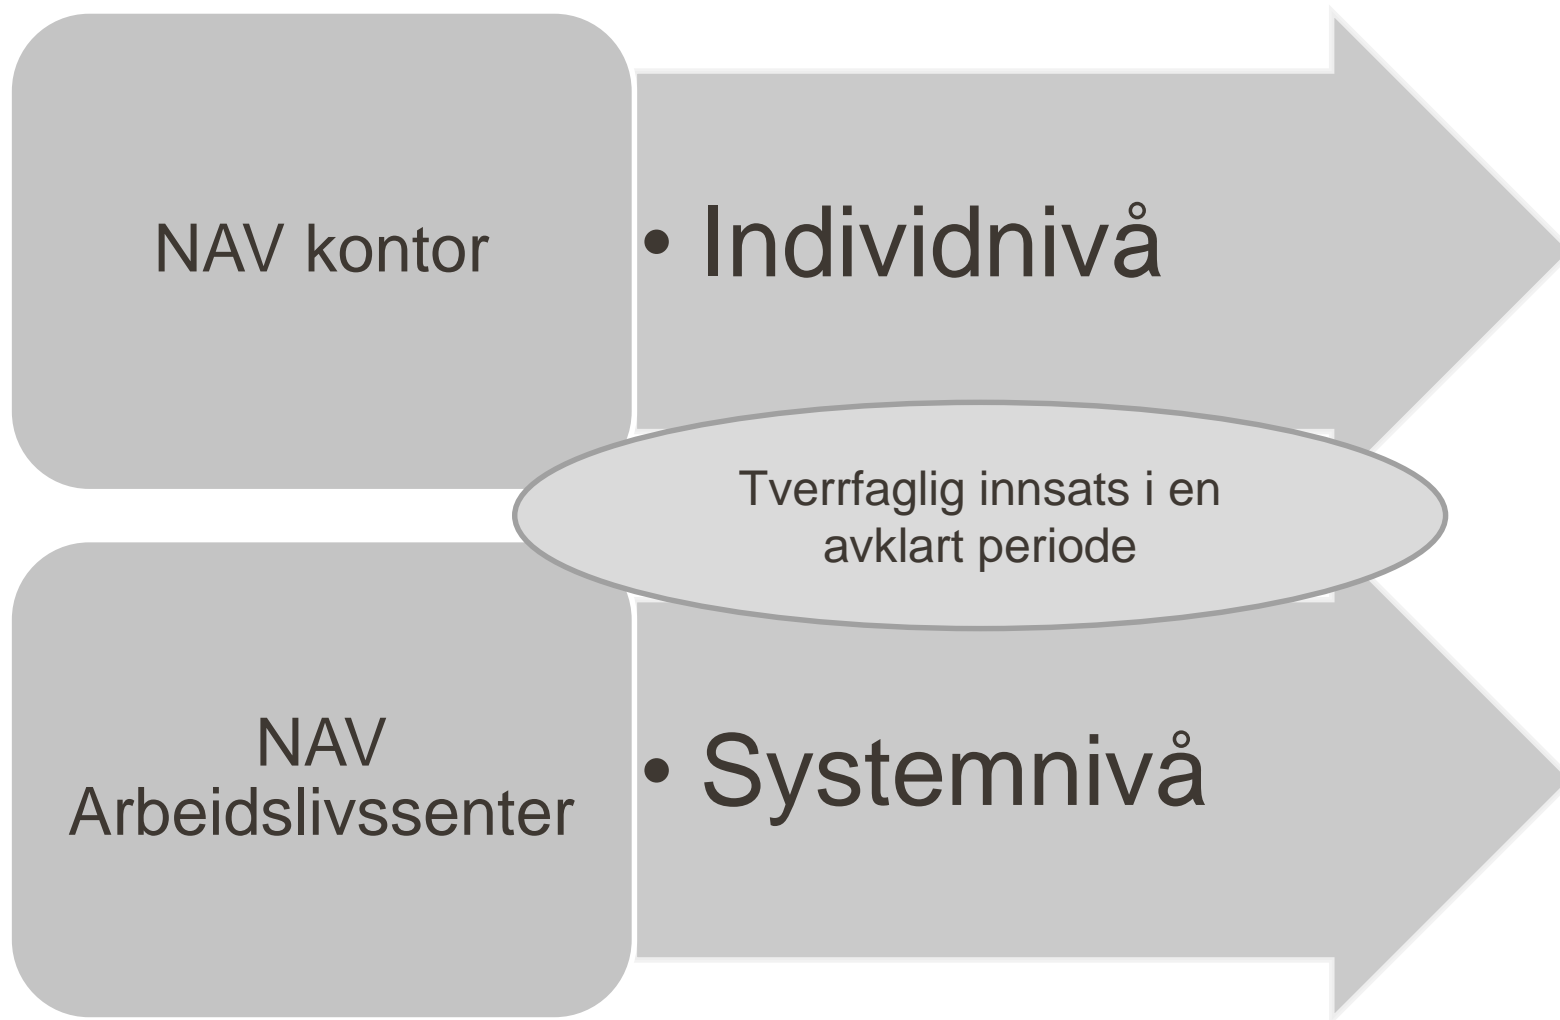 NAV kontor
• Individnivå
Tverrfaglig innsats i en
avklart periode
NAV
Arbeidslivssenter
• Systemnivå